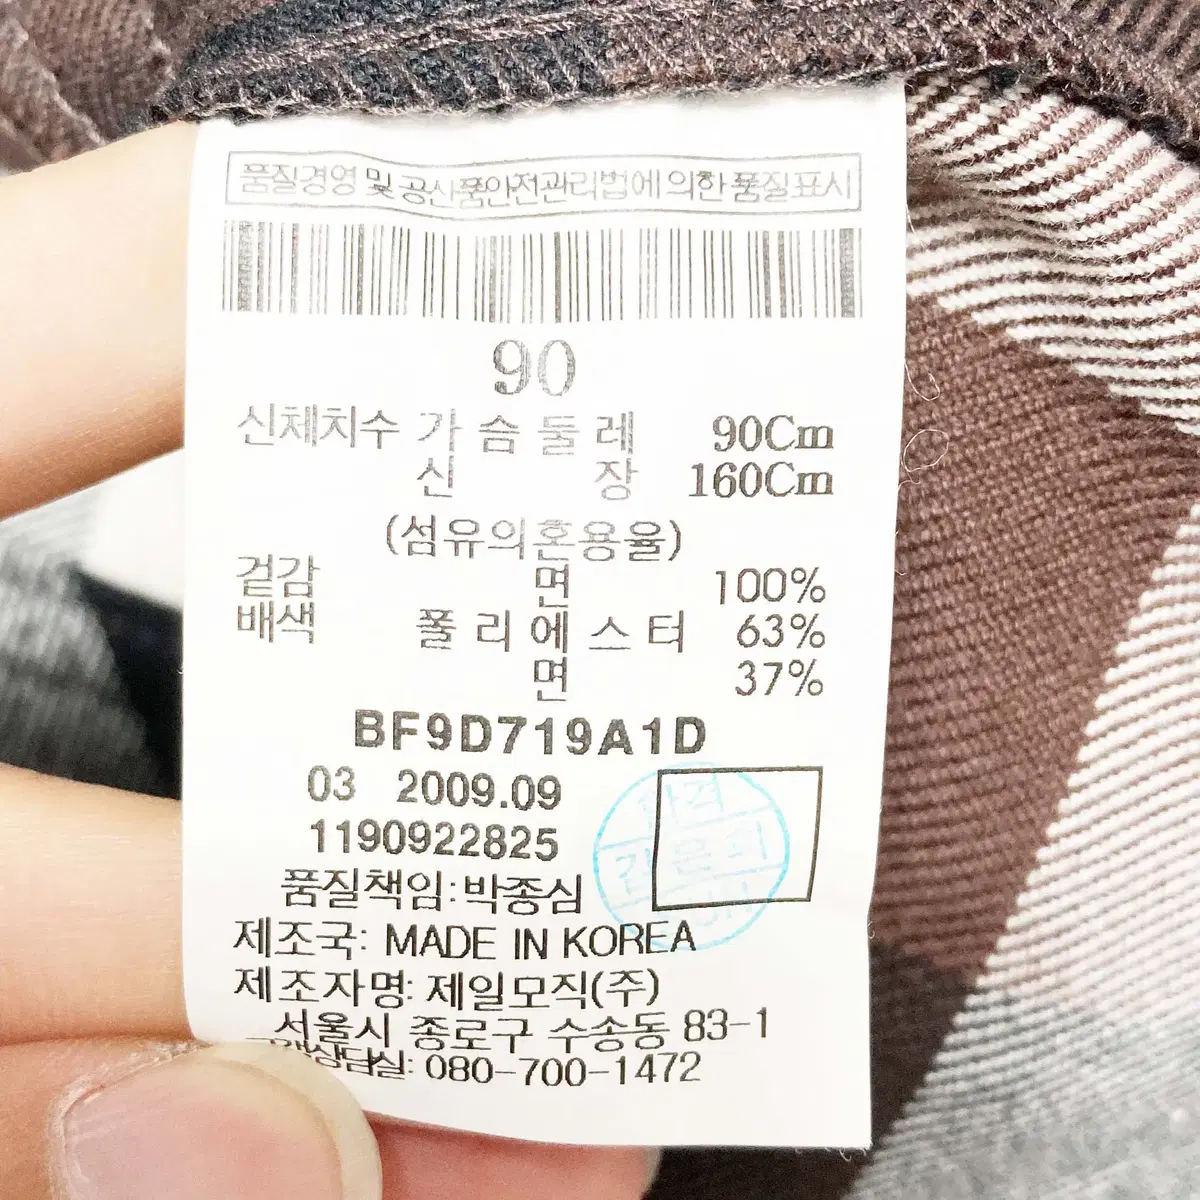 품질경영 및 공산품안전관리법에 의한 품질표시
90
신체치수 가슴둘레 90Cm
신장 160Cm
(섬유의혼용율)
겉감 면 100%
배색 폴리에스터 63%
면 37%
BF9D719A1D
03 2009.09
1190922825
품질책임:박종심
제조국: MADE IN KOREA
제조자명: 제일모직(주)
서울시 종로구 수송동 83-1
상담실: 080-700-1472